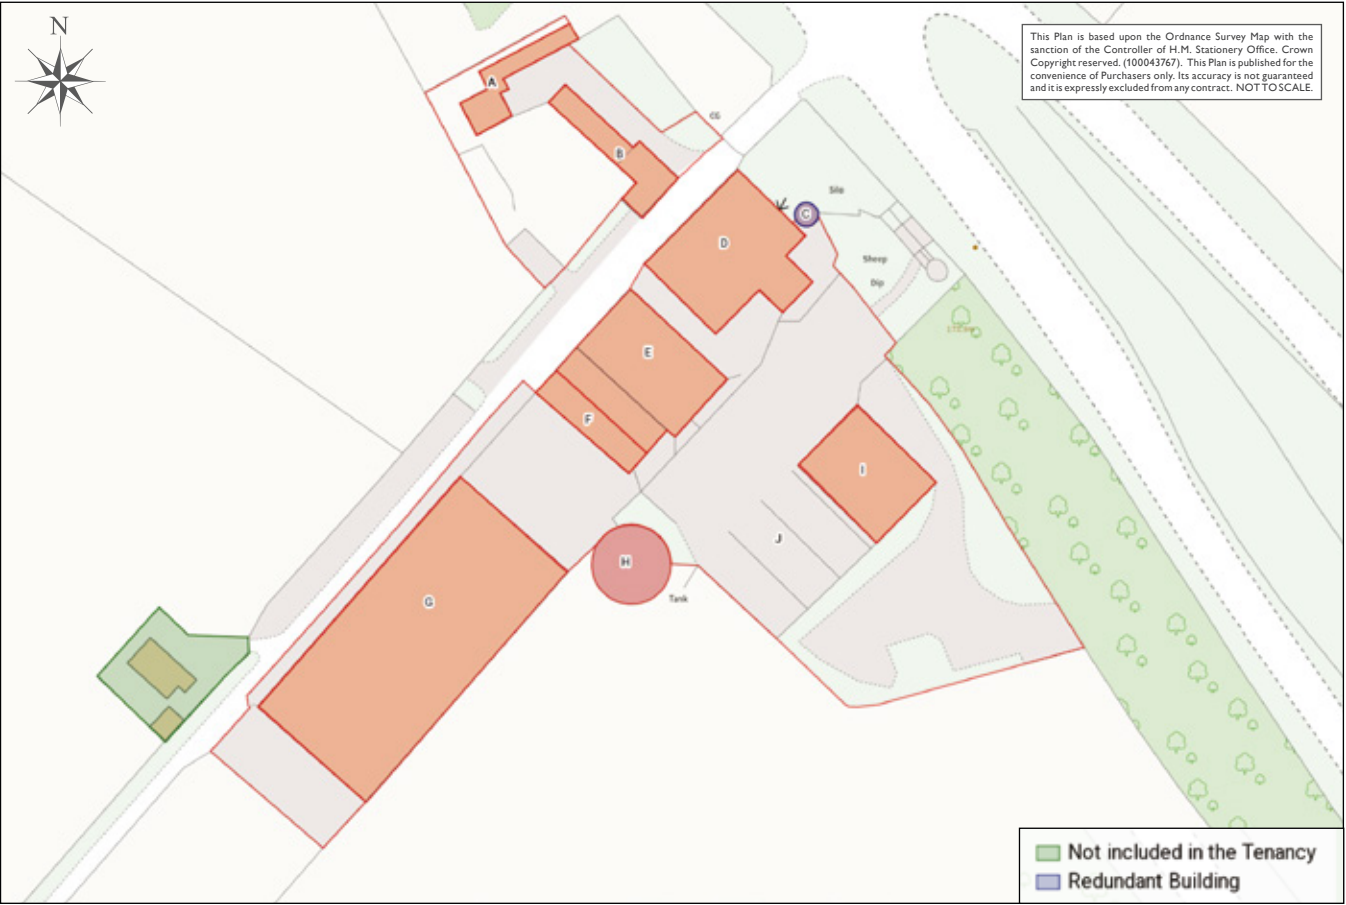 N
This Plan is based upon the Ordnance Survey Map with the
sanction of the Controller of H.M. Stationery Office. Crown
Copyright reserved. (100043767). This Plan is published for the
convenience of Purchasers only. Its accuracy is not guaranteed
and it is expressly excluded from any contract. NOT TO SCALE.
A
CG
B
Silo
C
D
Sheep
Dip
E
F
I
J
H
Tank
G
Not included in the Tenancy
Redundant Building